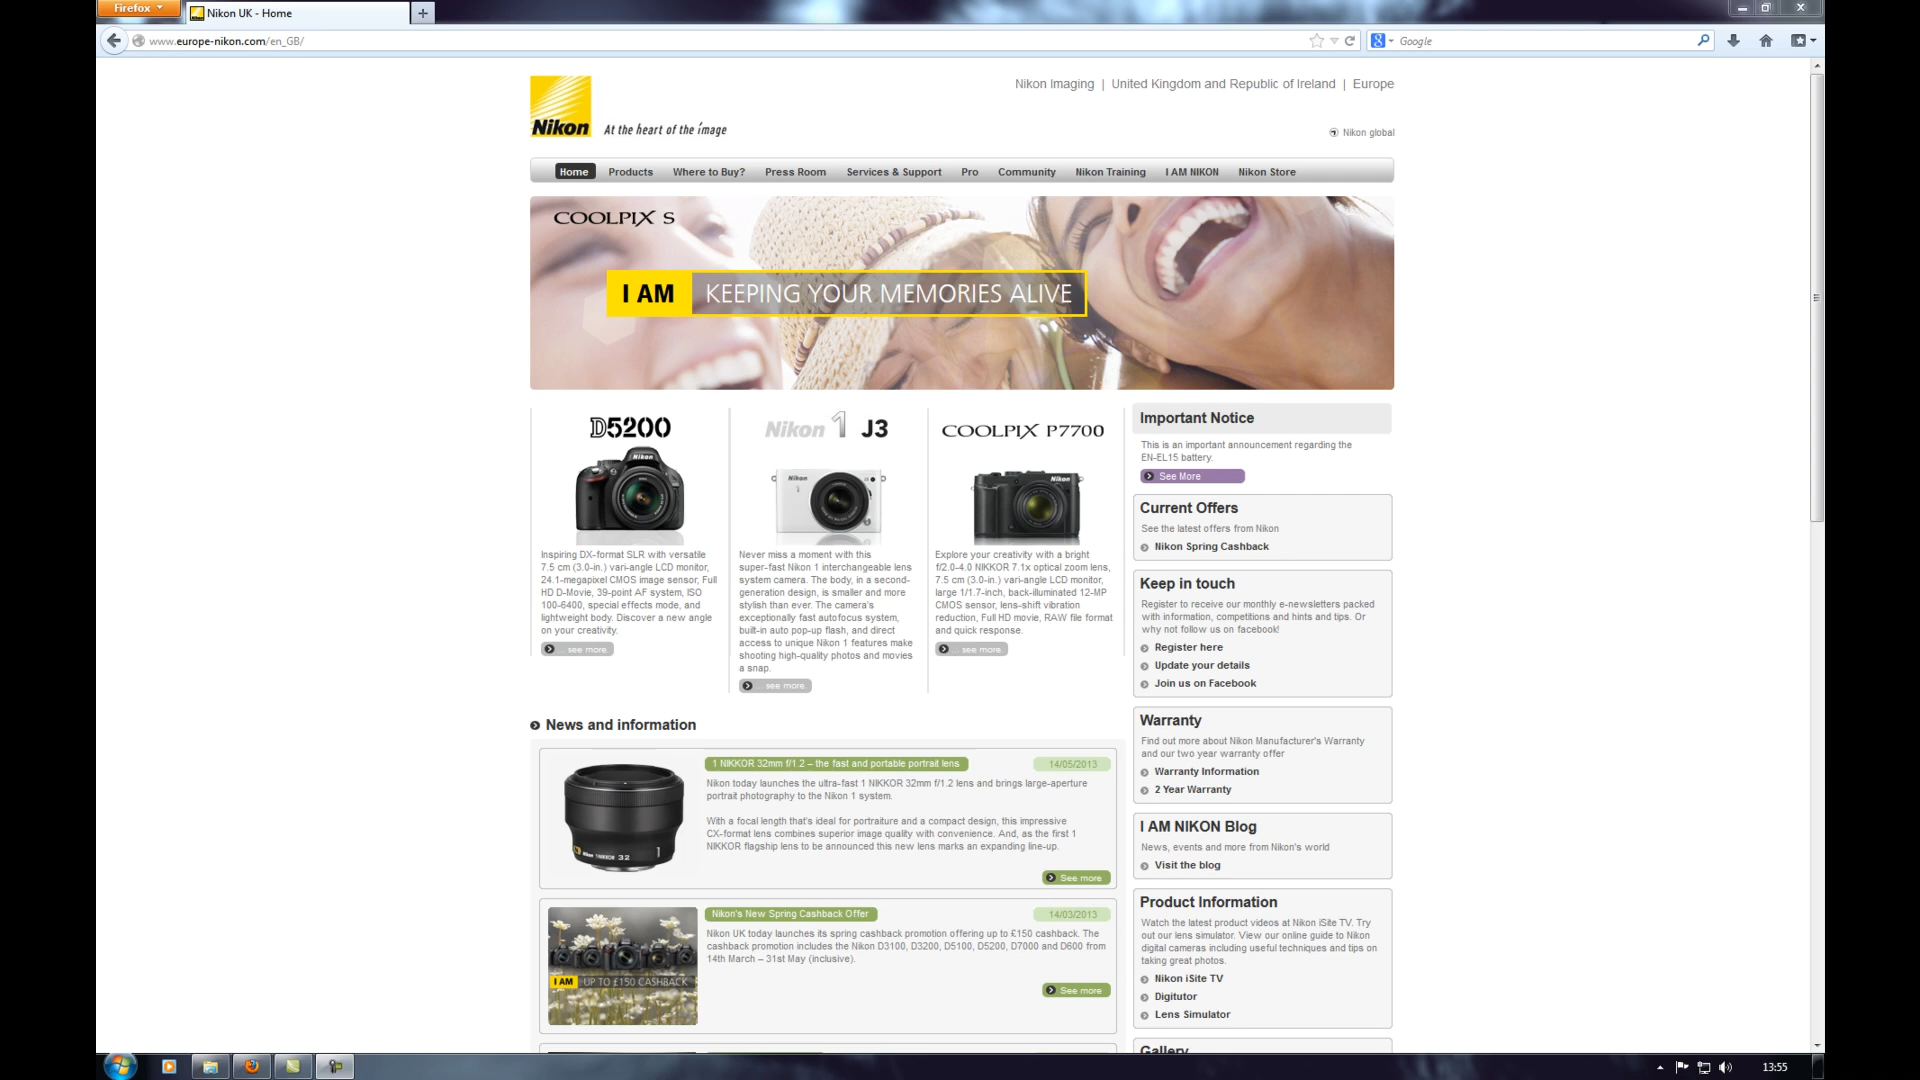 Firefox
Nikon UK - Home
www.europe-nikon.com/en_GB/
Google
Nikon Imaging | United Kingdom and Republic of Ireland | Europe
Nikon
At the heart of the image
Nikon global
Home Products Where to Buy? Press Room Services & Support Pro Community Nikon Training I AM NIKON Nikon Store
COOLPIX S
I AM KEEPING YOUR MEMORIES ALIVE
D5200
Nikon
Inspiring DX-format SLR with versatile
7.5 cm (3.0-in.) vari-angle LCD monitor,
24.1-megapixel CMOS image sensor, Full
HD D-Movie, 39-point AF system, ISO
100-6400, special effects mode, and
lightweight body. Discover a new angle
on your creativity.
... see more
Nikon 1 J3
Nikon
1
Never miss a moment with this
super-fast Nikon 1 interchangeable lens
system camera. The body, in a second-
generation design, is smaller and more
stylish than ever. The camera's
exceptionally fast autofocus system,
built-in auto pop-up flash, and direct
access to unique Nikon 1 features make
shooting high-quality photos and movies
a snap.
... see more
COOLPIX P7700
Nikon
Explore your creativity with a bright
f/2.0-4.0 NIKKOR 7.1x optical zoom lens,
7.5 cm (3.0-in.) vari-angle LCD monitor,
large 1/1.7-inch, back-illuminated 12-MP
CMOS sensor, lens-shift vibration
reduction, Full HD movie, RAW file format
and quick response.
... see more
News and information
1 NIKKOR 32mm f/1.2 – the fast and portable portrait lens
14/05/2013
Nikon today launches the ultra-fast 1 NIKKOR 32mm f/1.2 lens and brings large-aperture
portrait photography to the Nikon 1 system.
With a focal length that's ideal for portraiture and a compact design, this impressive
CX-format lens combines superior image quality with convenience. And, as the first 1
NIKKOR flagship lens to be announced this new lens marks an expanding line-up.
Nikon 1 NIKKOR 32
See more
Nikon's New Spring Cashback Offer
14/03/2013
Nikon UK today launches its spring cashback promotion offering up to £150 cashback. The
cashback promotion includes the Nikon D3100, D3200, D5100, D5200, D7000 and D600 from
14th March – 31st May (inclusive).
I AM UP TO £150 CASHBACK
See more
Important Notice
This is an important announcement regarding the
EN-EL15 battery.
See More
Current Offers
See the latest offers from Nikon
Nikon Spring Cashback
Keep in touch
Register to receive our monthly e-newsletters packed
with information, competitions and hints and tips. Or
why not follow us on facebook!
Register here
Update your details
Join us on Facebook
Warranty
Find out more about Nikon Manufacturer's Warranty
and our two year warranty offer
Warranty Information
2 Year Warranty
I AM NIKON Blog
News, events and more from Nikon's world
Visit the blog
Product Information
Watch the latest product videos at Nikon iSite TV. Try
out our lens simulator. View our online guide to Nikon
digital cameras including useful techniques and tips on
taking great photos.
Nikon iSite TV
Digitutor
Lens Simulator
Gallery
13:55